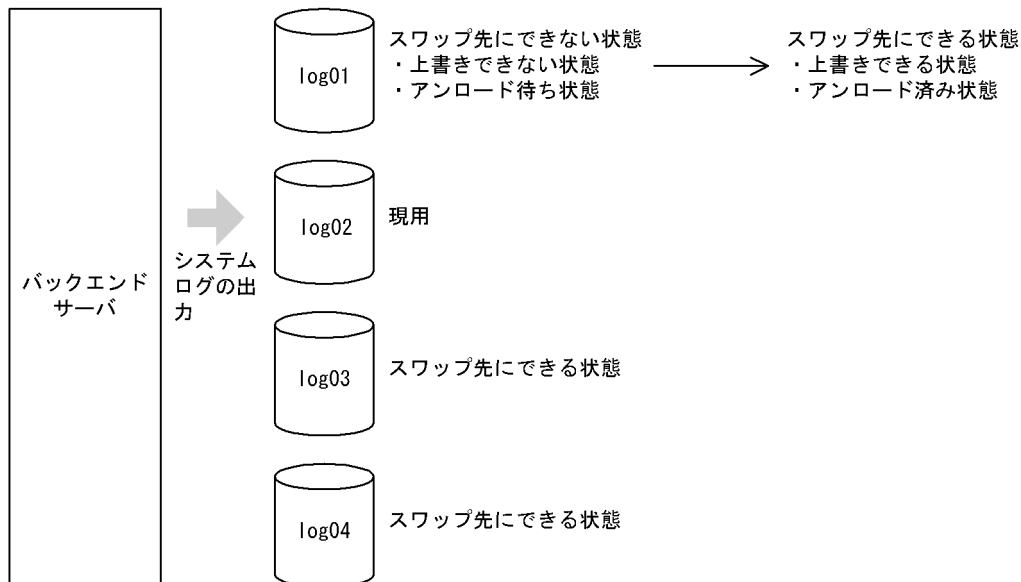 バックエンド
サーバ
システム
ログの出
力
log01
スワップ先にできない状態
・上書きできない状態
・アンロード待ち状態
スワップ先にできる状態
・上書きできる状態
・アンロード済み状態
log02
現用
log03
スワップ先にできる状態
log04
スワップ先にできる状態